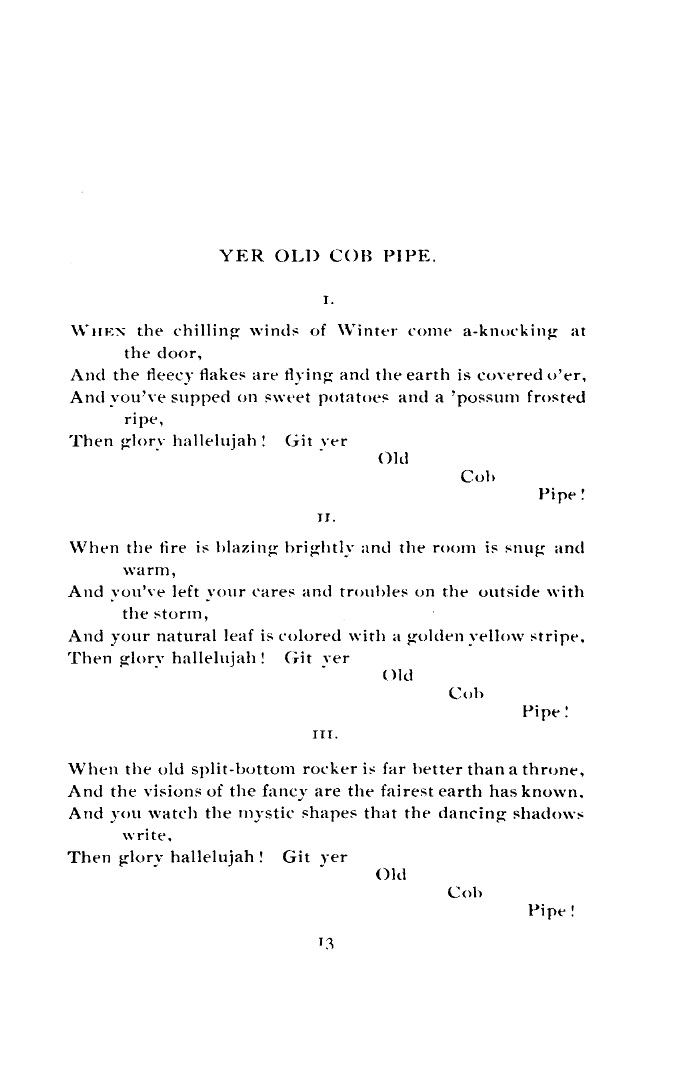 YER OLD COB PIPE.
I.
WHEN the chilling winds of Winter come a-knocking at
the door,
And the fleecy flakes are flying and the earth is covered o'er,
And you've supped on sweet potatoes and a 'possum frosted
ripe,
Then glory hallelujah! Git yer
Old
Cob
Pipe!
II.
When the fire is blazing brightly and the room is snug and
warm,
And you've left your cares and troubles on the outside with
the storm,
And your natural leaf is colored with a golden yellow stripe,
Then glory hallelujah! Git yer
Old
Cob
Pipe!
III.
When the old split-bottom rocker is far better than a throne,
And the visions of the fancy are the fairest earth has known,
And you watch the mystic shapes that the dancing shadows
write,
Then glory hallelujah! Git yer
Old
Cob
Pipe!
13